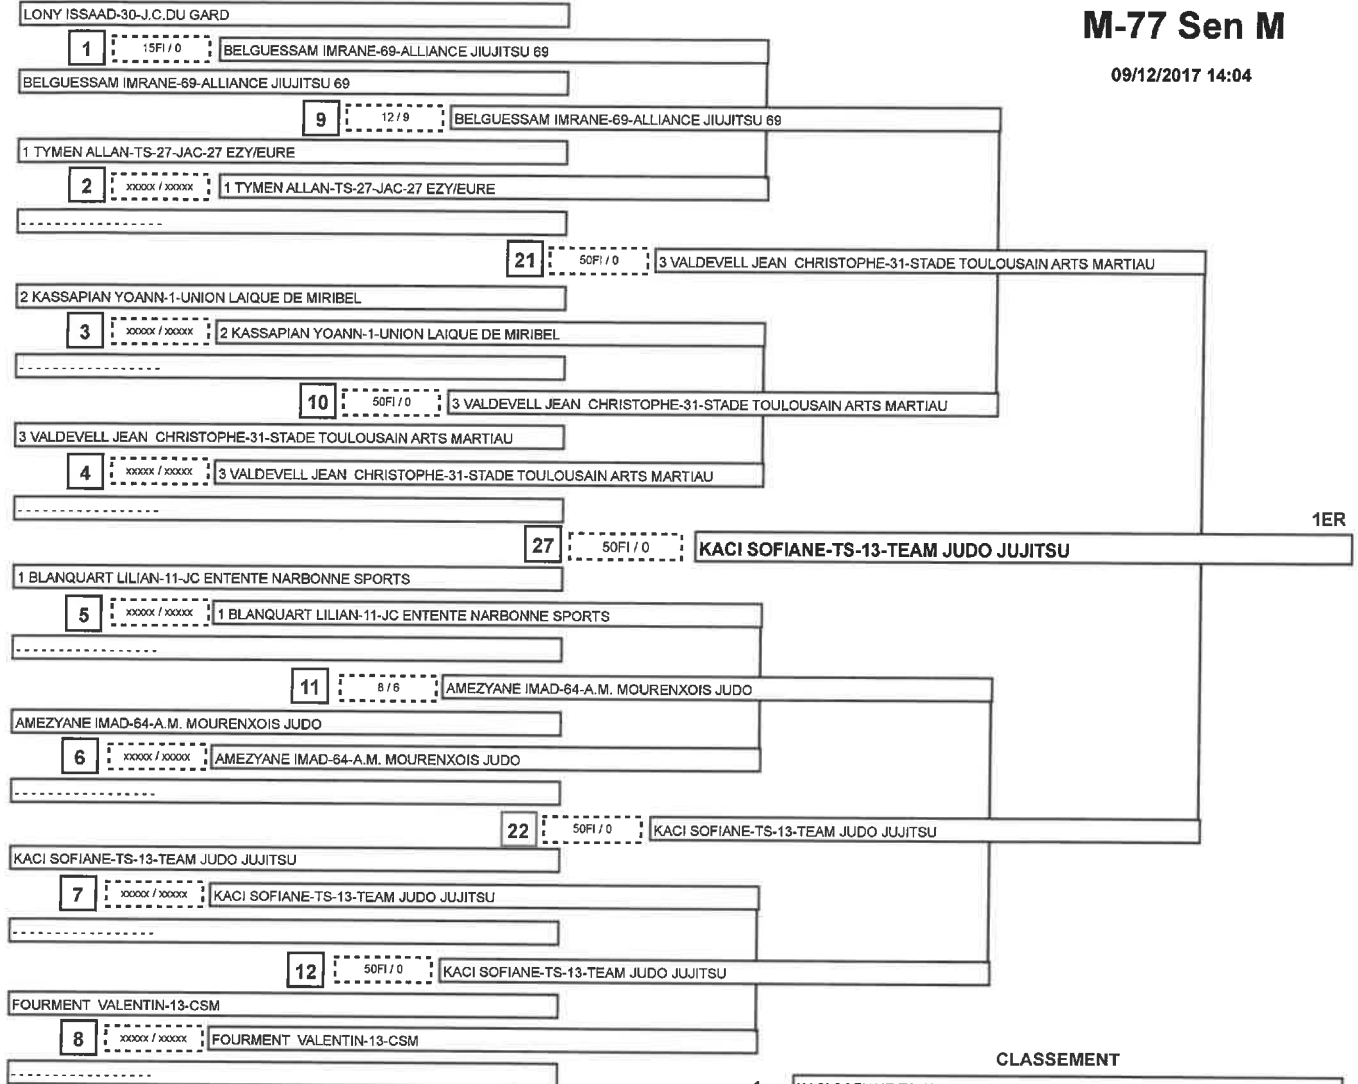 LONY ISSAAD-30-J.C.DU GARD
M-77 Sen M
1 15FI / 0 BELGUESSAM IMRANE-69-ALLIANCE JIUJITSU 69
09/12/2017 14:04
BELGUESSAM IMRANE-69-ALLIANCE JIUJITSU 69
9 12 / 9 BELGUESSAM IMRANE-69-ALLIANCE JIUJITSU 69
1 TYMEN ALLAN-TS-27-JAC-27 EZY/EURE
2 xxxxx / xxxxx 1 TYMEN ALLAN-TS-27-JAC-27 EZY/EURE
- - - - - - - - - - - - - - - -
21 50FI / 0 3 VALDEVELL JEAN  CHRISTOPHE-31-STADE TOULOUSAIN ARTS MARTIAU
2 KASSAPIAN YOANN-1-UNION LAIQUE DE MIRIBEL
3 xxxxx / xxxxx 2 KASSAPIAN YOANN-1-UNION LAIQUE DE MIRIBEL
- - - - - - - - - - - - - - - -
10 50FI / 0 3 VALDEVELL JEAN  CHRISTOPHE-31-STADE TOULOUSAIN ARTS MARTIAU
3 VALDEVELL JEAN  CHRISTOPHE-31-STADE TOULOUSAIN ARTS MARTIAU
4 xxxxx / xxxxx 3 VALDEVELL JEAN  CHRISTOPHE-31-STADE TOULOUSAIN ARTS MARTIAU
- - - - - - - - - - - - - - - -
1ER
27 50FI / 0 KACI SOFIANE-TS-13-TEAM JUDO JUJITSU
1 BLANQUART LILIAN-11-JC ENTENTE NARBONNE SPORTS
5 xxxxx / xxxxx 1 BLANQUART LILIAN-11-JC ENTENTE NARBONNE SPORTS
- - - - - - - - - - - - - - - -
11 8 / 6 AMEZYANE IMAD-64-A.M. MOURENXOIS JUDO
AMEZYANE IMAD-64-A.M. MOURENXOIS JUDO
6 xxxxx / xxxxx AMEZYANE IMAD-64-A.M. MOURENXOIS JUDO
- - - - - - - - - - - - - - - -
22 50FI / 0 KACI SOFIANE-TS-13-TEAM JUDO JUJITSU
KACI SOFIANE-TS-13-TEAM JUDO JUJITSU
7 xxxxx / xxxxx KACI SOFIANE-TS-13-TEAM JUDO JUJITSU
- - - - - - - - - - - - - - - -
12 50FI / 0 KACI SOFIANE-TS-13-TEAM JUDO JUJITSU
FOURMENT  VALENTIN-13-CSM
8 xxxxx / xxxxx FOURMENT  VALENTIN-13-CSM
CLASSEMENT
- - - - - - - - - - - - - - - -